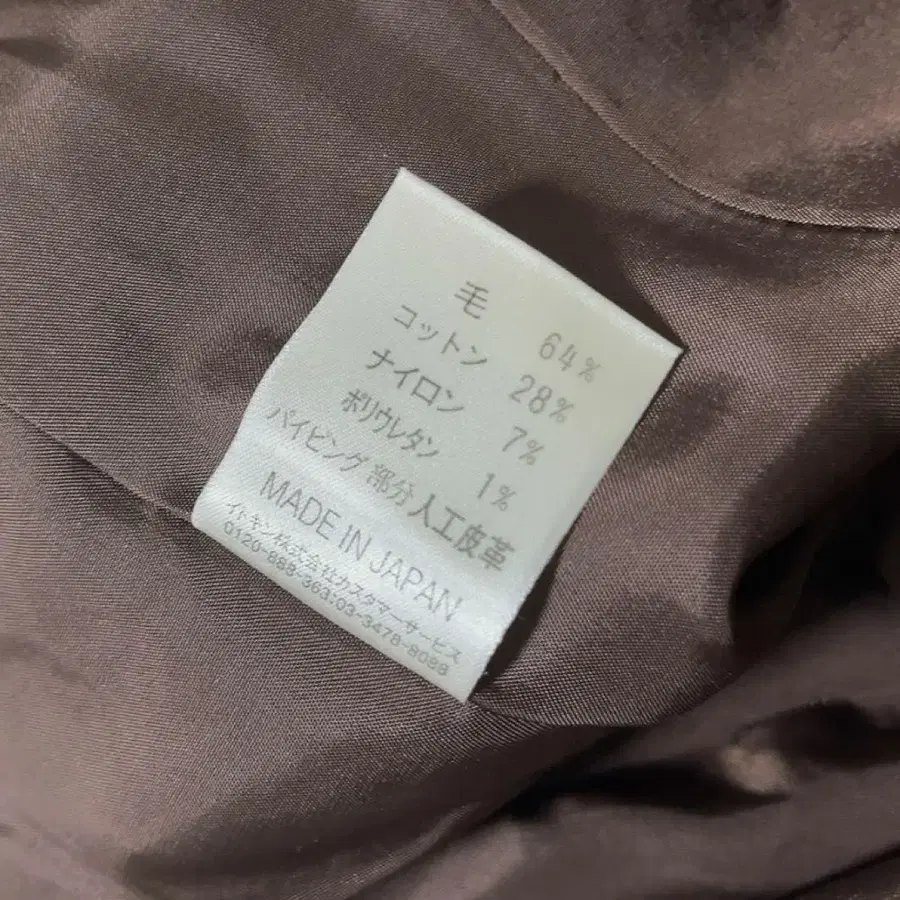 毛 64%
コットン 28%
ナイロン 7%
ポリウレタン 1%
パイピング部分人工皮革
MADE IN JAPAN
イトキン株式会社カスタマーサービス
0120-888-363:03-3478-8088